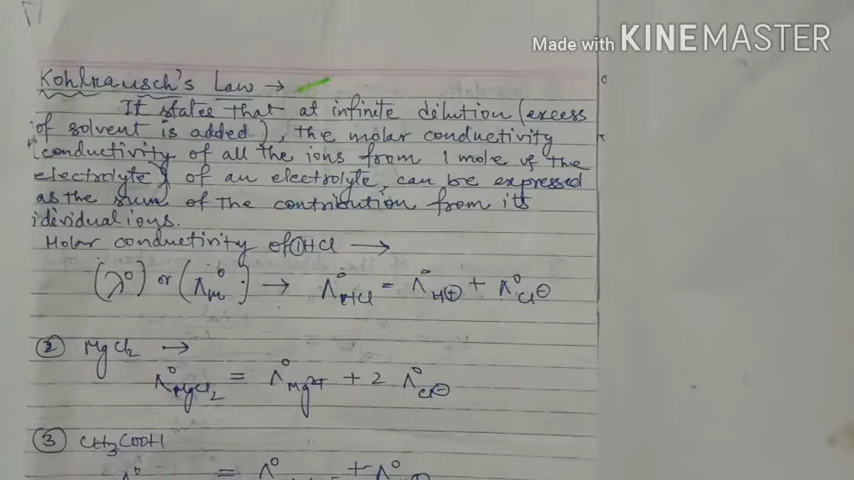 Made with KINEMASTER
Kohlrausch's Law →
It states that at infinite dilution (excess
of solvent is added), the molar conductivity
(conductivity of all the ions from 1 mole of the
electrolyte) of an electrolyte, can be expressed
as the sum of the contribution from its
idividual ions.
Molar conductivity of ① HCl →
(λ°) or (Λ°m) → Λ°HCl = Λ°H⊕ + Λ°Cl⊖
② MgCl2 →
Λ°MgCl2 = Λ°Mg2+ + 2 Λ°Cl⊖
③ CH3COOH
Λ° = Λ° + Λ°